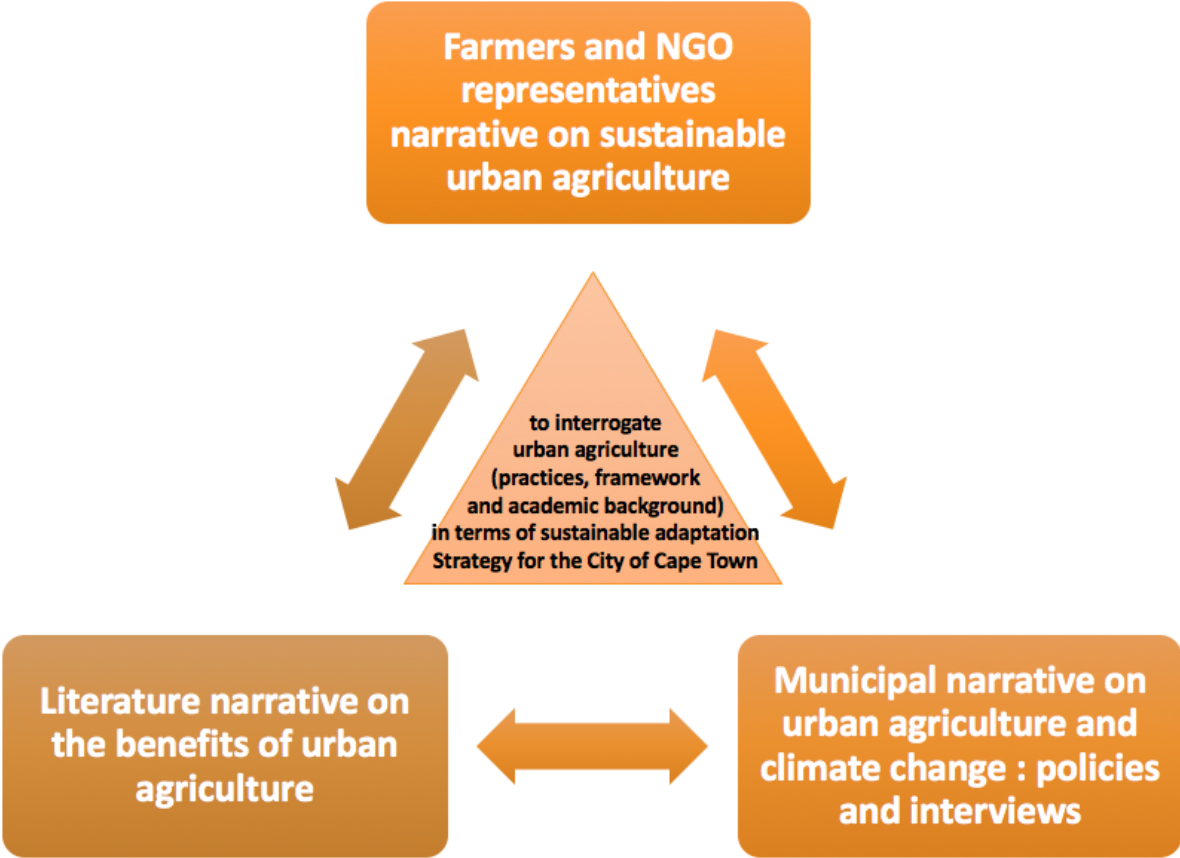 Farmers and NGO
representatives
narrative on sustainable
urban agriculture
to interrogate
urban agriculture
(practices, framework
and academic background)
in terms of sustainable adaptation
Strategy for the City of Cape Town
Literature narrative on
the benefits of urban
agriculture
Municipal narrative on
urban agriculture and
climate change : policies
and interviews